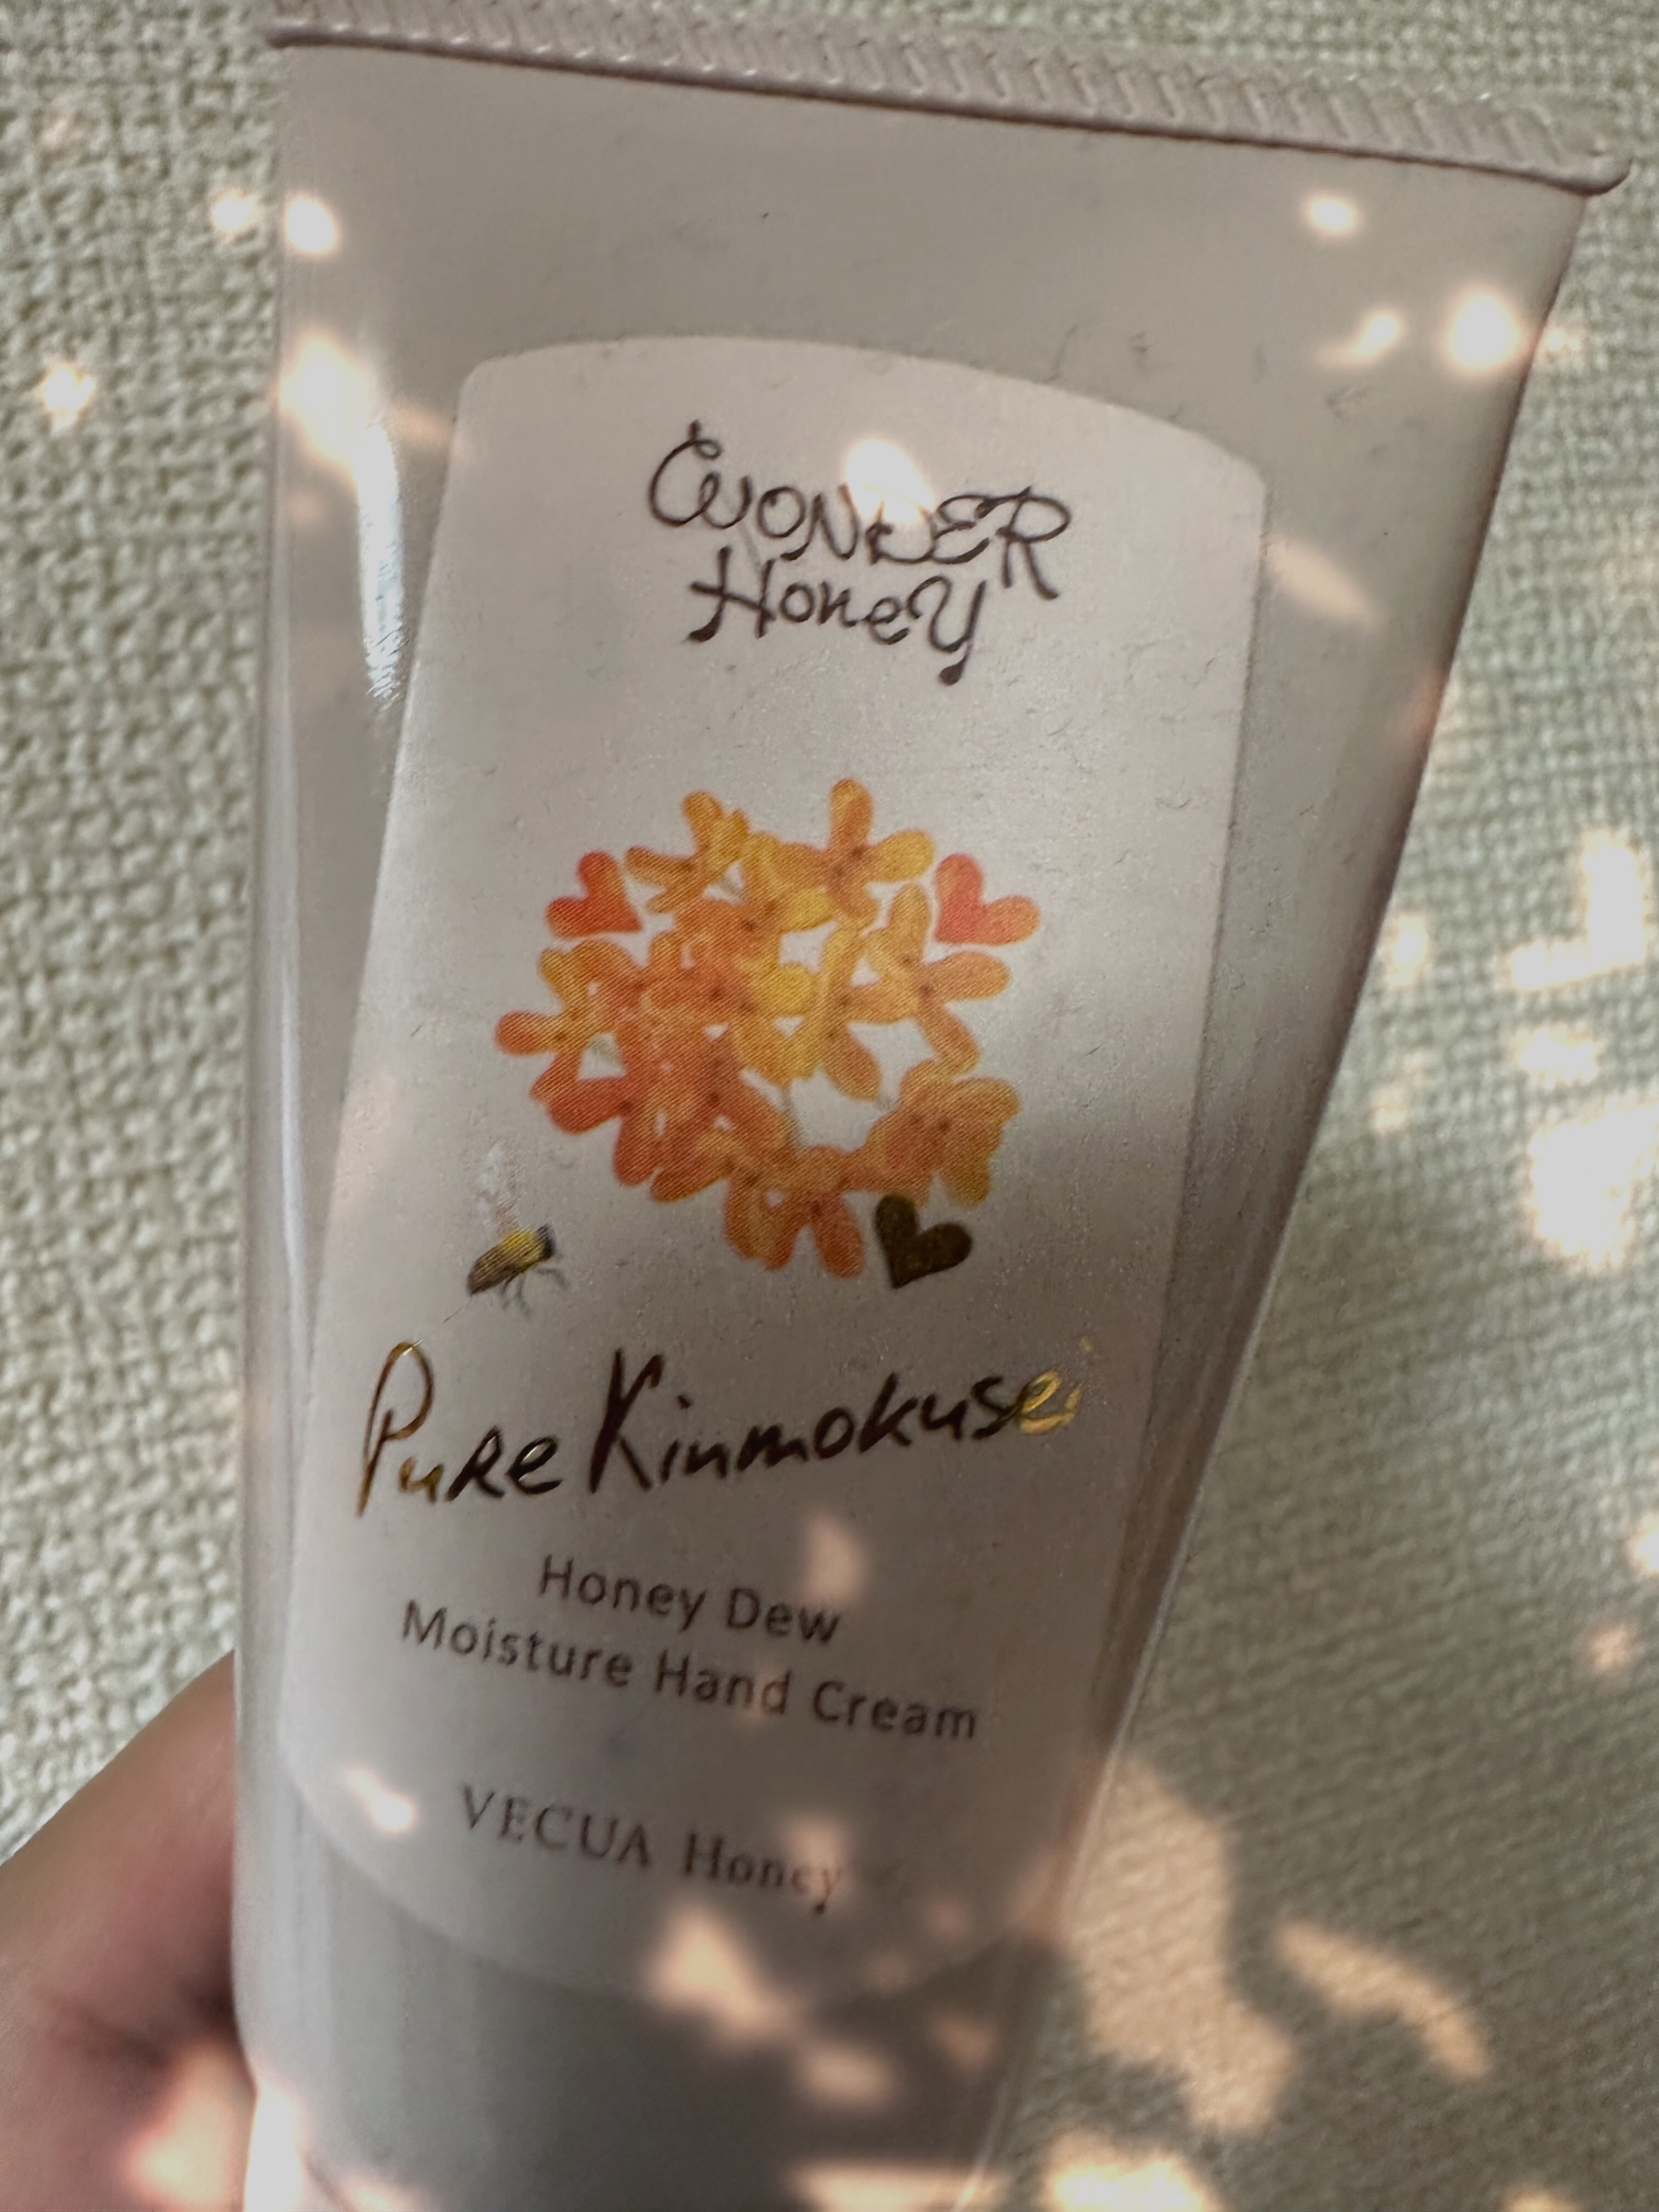 WONDER
Honey
Pure Kinmokusei
Honey Dew
Moisture Hand Cream
VECUA Honey